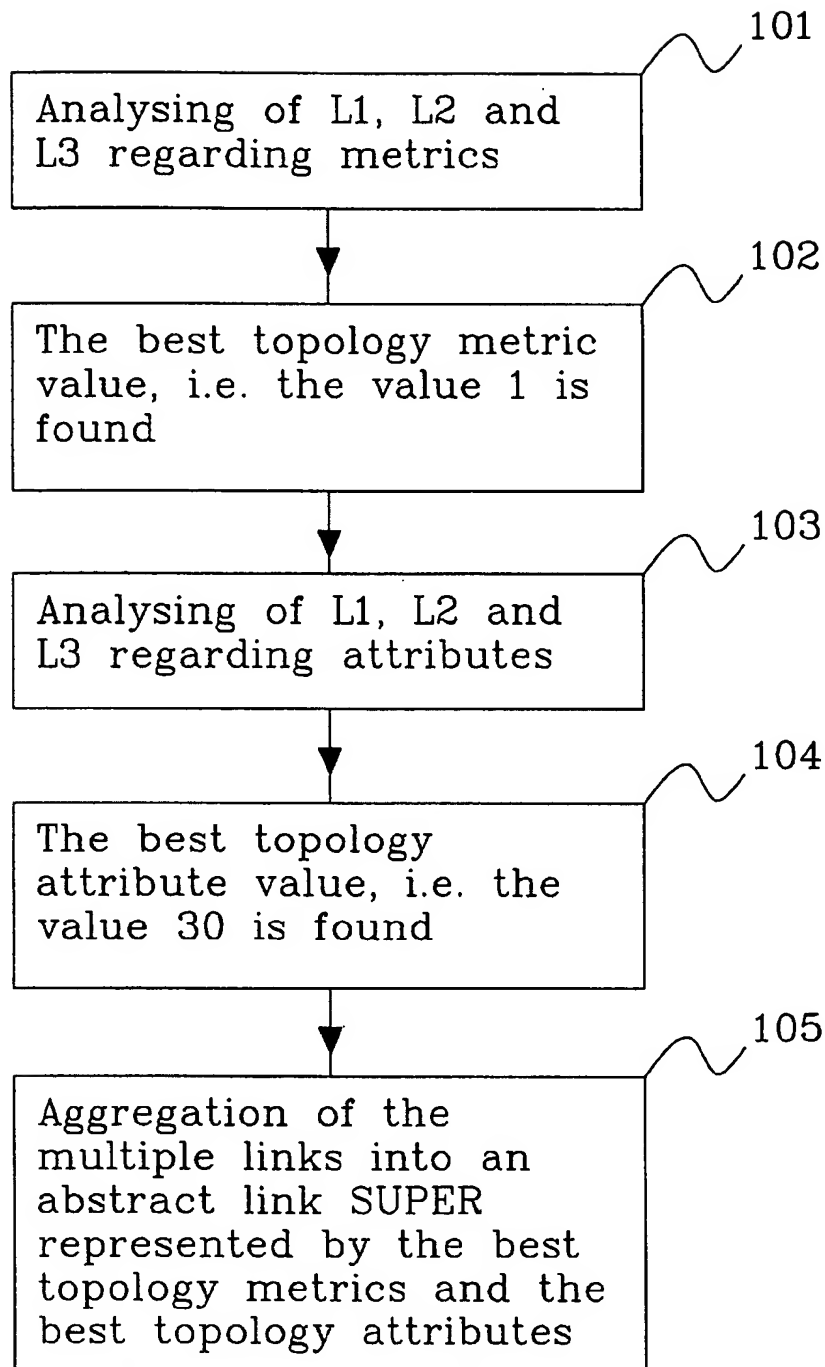 101
Analysing of L1, L2 and
L3 regarding metrics
102
The best topology metric
value, i.e. the value 1 is
found
103
Analysing of L1, L2 and
L3 regarding attributes
104
The best topology
attribute value, i.e. the
value 30 is found
105
Aggregation of the
multiple links into an
abstract link SUPER
represented by the best
topology metrics and the
best topology attributes